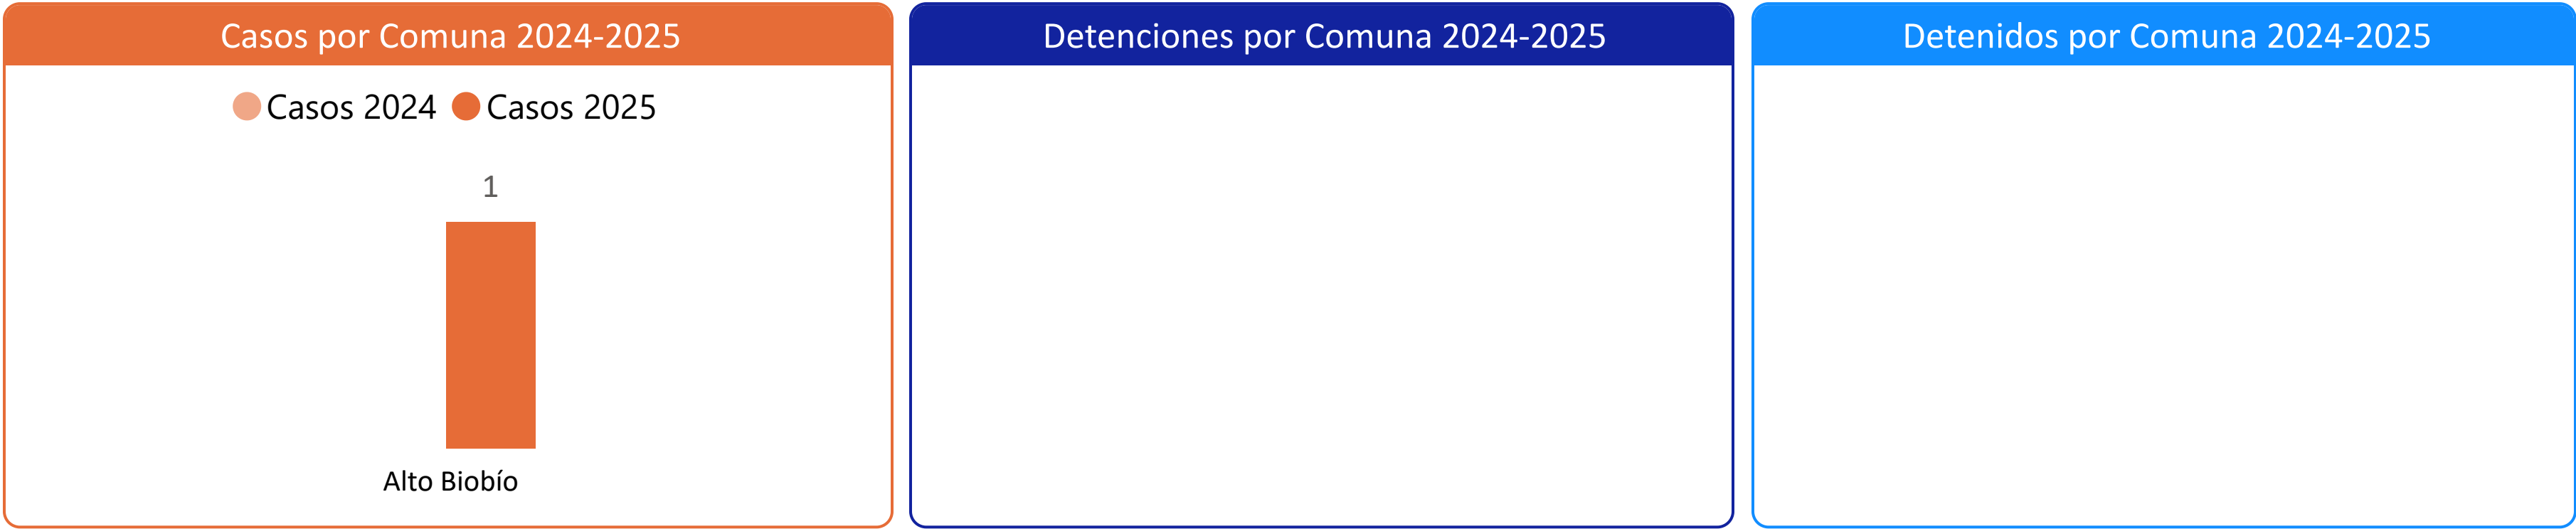 Casos por Comuna 2024-2025
Casos 2024 Casos 2025
1
Alto Biobío
Detenciones por Comuna 2024-2025
Detenidos por Comuna 2024-2025